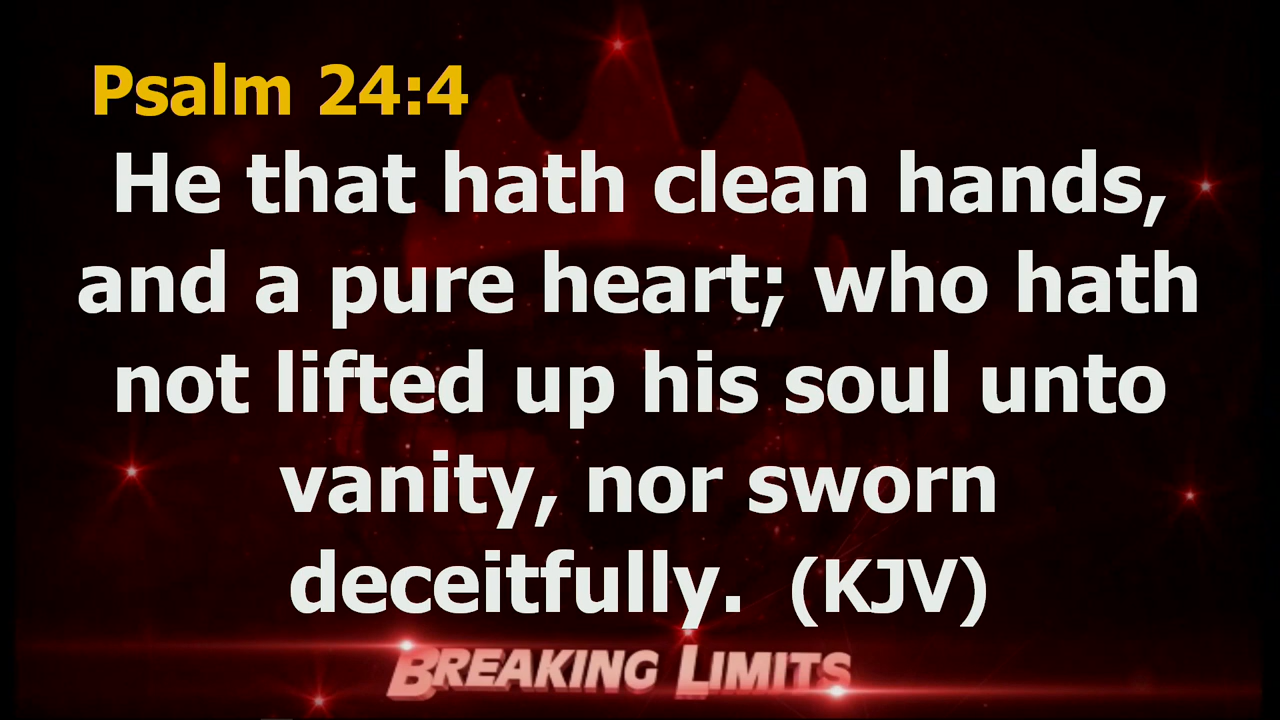 Psalm 24:4
He that hath clean hands,
and a pure heart; who hath
not lifted up his soul unto
vanity, nor sworn
deceitfully. (KJV)
BREAKING LIMITS